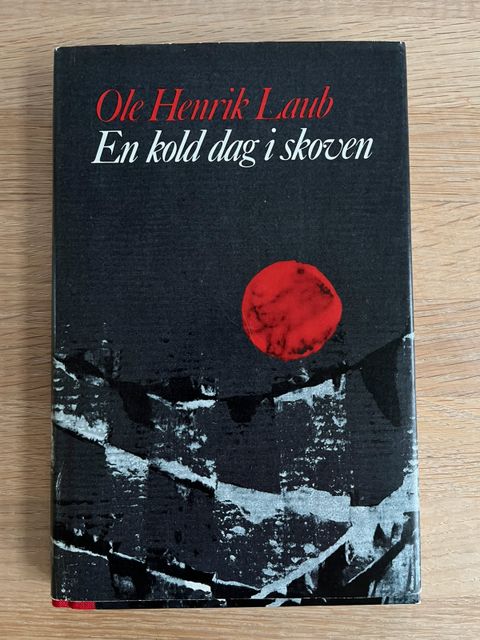 Ole Henrik Laub
En kold dag i skoven